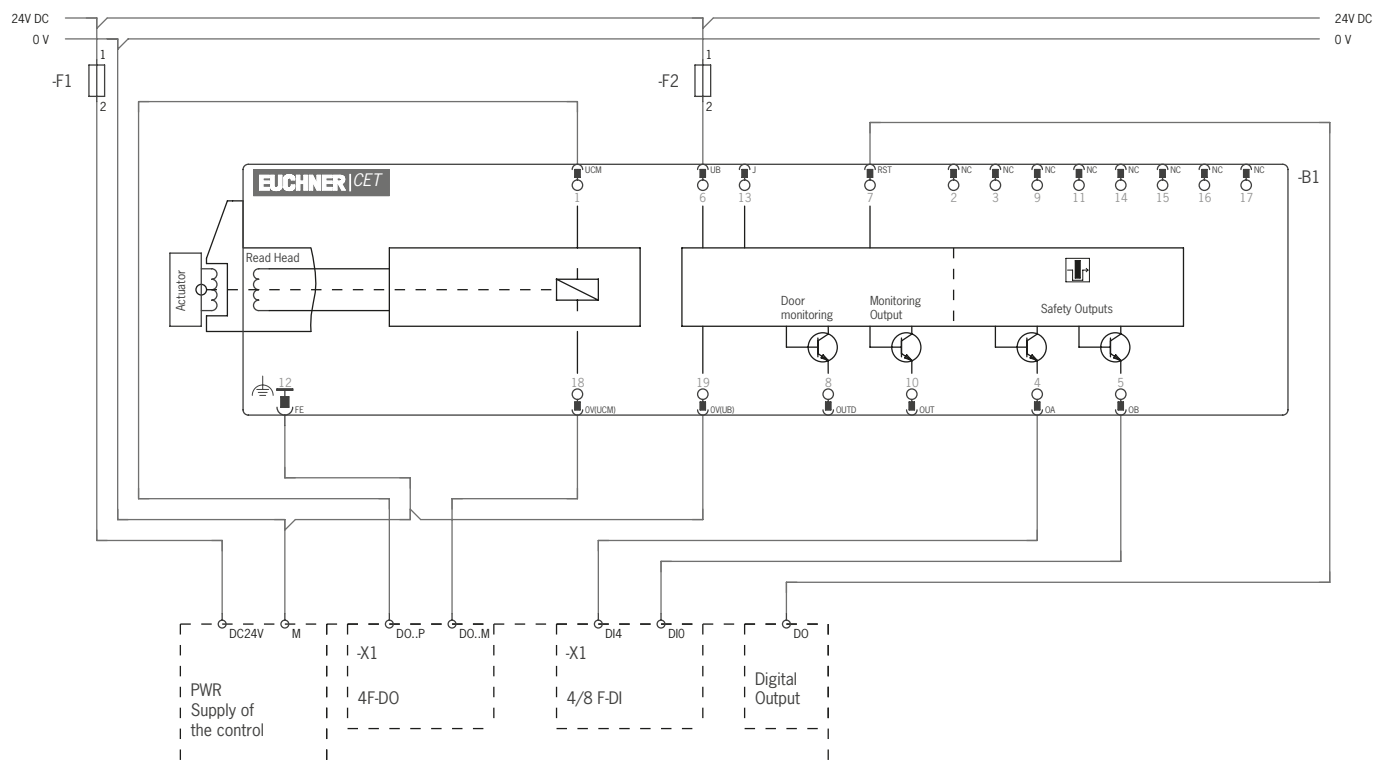 24V DC
24V DC
0 V
0 V
1
1
-F1
-F2
2
2
UCM
UB
J
RST
NC
NC
NC
NC
NC
NC
NC
NC
EUCHNER CET
-B1
1
6
13
7
2
3
9
11
14
15
16
17
Read Head
Actuator
Door
monitoring
Monitoring
Output
Safety Outputs
12
18
19
8
10
4
5
FE
0V(UCM)
0V(UB)
OUTD
OUT
OA
OB
DC24V
M
DO..P
DO..M
DI4
DI0
DO
-X1
-X1
PWR
Supply of
the control
4F-DO
4/8 F-DI
Digital
Output